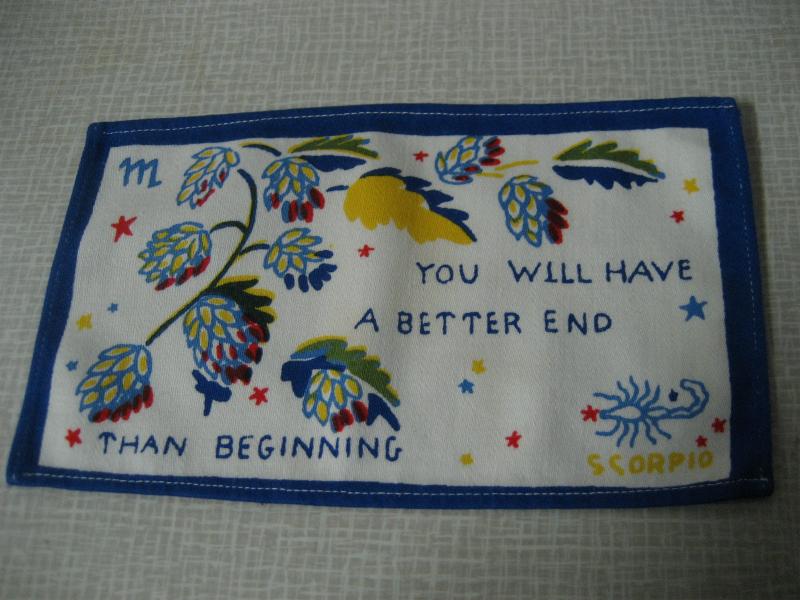 ♏
YOU WILL HAVE
A BETTER END
THAN BEGINNING
SCORPIO